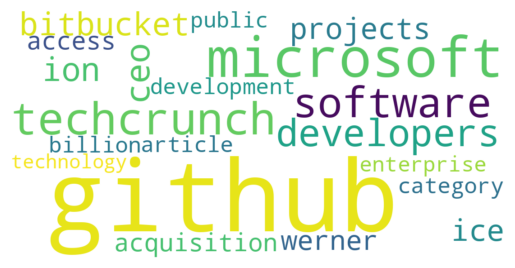 bitbucket public projects
access ceo microsoft
ion development
techcrunch software
billion article developers
technology github enterprise
category
acquisition werner ice